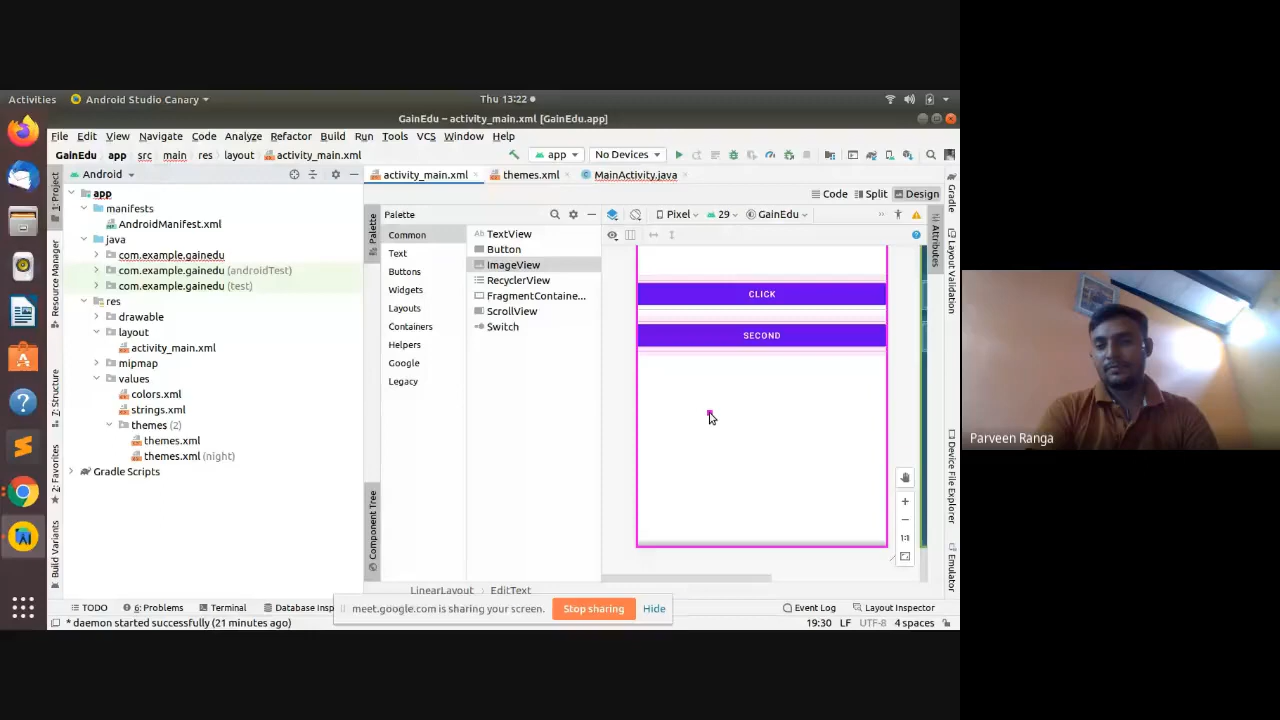 Activities Android Studio Canary Thu 13:22
GainEdu – activity_main.xml [GainEdu.app]
File Edit View Navigate Code Analyze Refactor Build Run Tools VCS Window Help
GainEdu app src main res layout activity_main.xml app No Devices
1: Project Android activity_main.xml themes.xml MainActivity.java Gradle
Code Split Design
app
manifests
AndroidManifest.xml
java
com.example.gainedu
com.example.gainedu (androidTest)
com.example.gainedu (test)
res
drawable
layout
activity_main.xml
mipmap
values
colors.xml
strings.xml
themes (2)
themes.xml
themes.xml (night)
Gradle Scripts
Resource Manager
Z: Structure
2: Favorites
Build Variants
Palette
Component Tree
Palette
Common
Text
Buttons
Widgets
Layouts
Containers
Helpers
Google
Legacy
Ab TextView
Button
ImageView
RecyclerView
FragmentContaine...
ScrollView
Switch
Pixel 29 GainEdu
CLICK
SECOND
1:1
Attributes
Layout Validation
Device File Explorer
Emulator
LinearLayout EditText
TODO 6: Problems Terminal Database Insp
meet.google.com is sharing your screen. Stop sharing Hide
Event Log Layout Inspector
* daemon started successfully (21 minutes ago) 19:30 LF UTF-8 4 spaces
Parveen Ranga